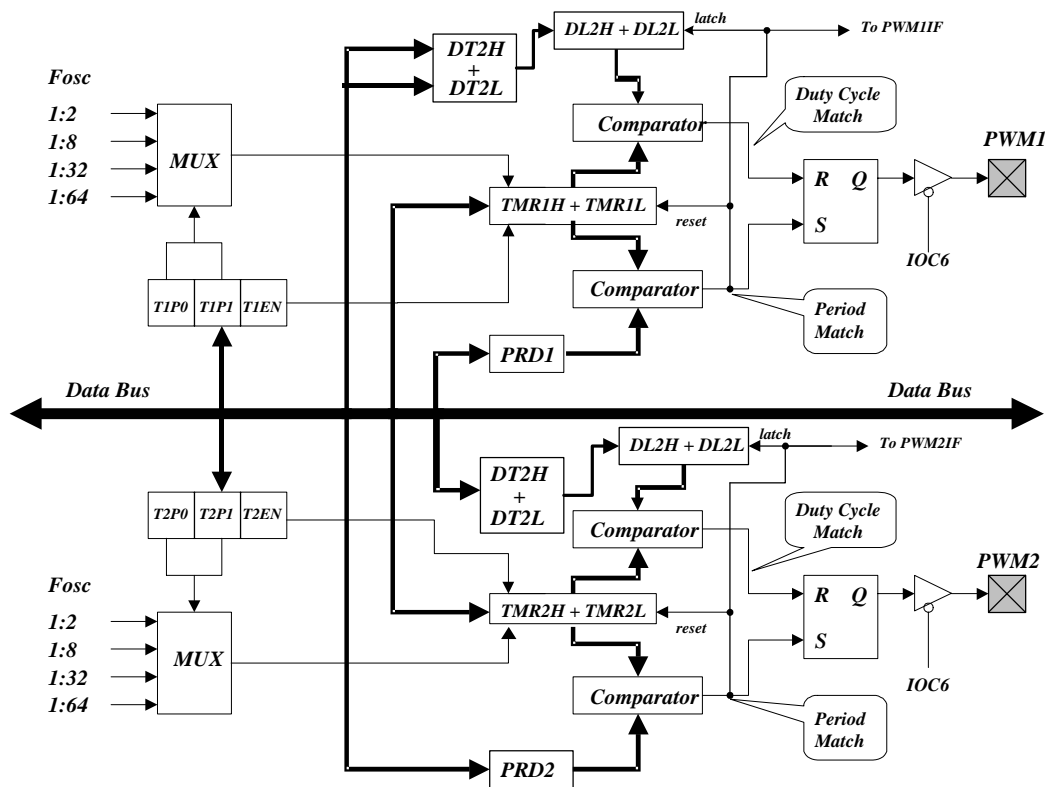 DL2H + DL2L
latch
To PWM1IF
DT2H
+
DT2L
Fosc
1:2
1:8
1:32
1:64
MUX
Comparator
Duty Cycle
Match
PWM1
R Q
S
TMR1H + TMR1L
reset
IOC6
T1P0 T1P1 T1EN
Comparator
Period
Match
PRD1
Data Bus
Data Bus
DL2H + DL2L
latch
To PWM2IF
DT2H
+
DT2L
T2P0 T2P1 T2EN
Comparator
Duty Cycle
Match
PWM2
Fosc
1:2
1:8
1:32
1:64
MUX
R Q
S
TMR2H + TMR2L
reset
IOC6
Comparator
Period
Match
PRD2